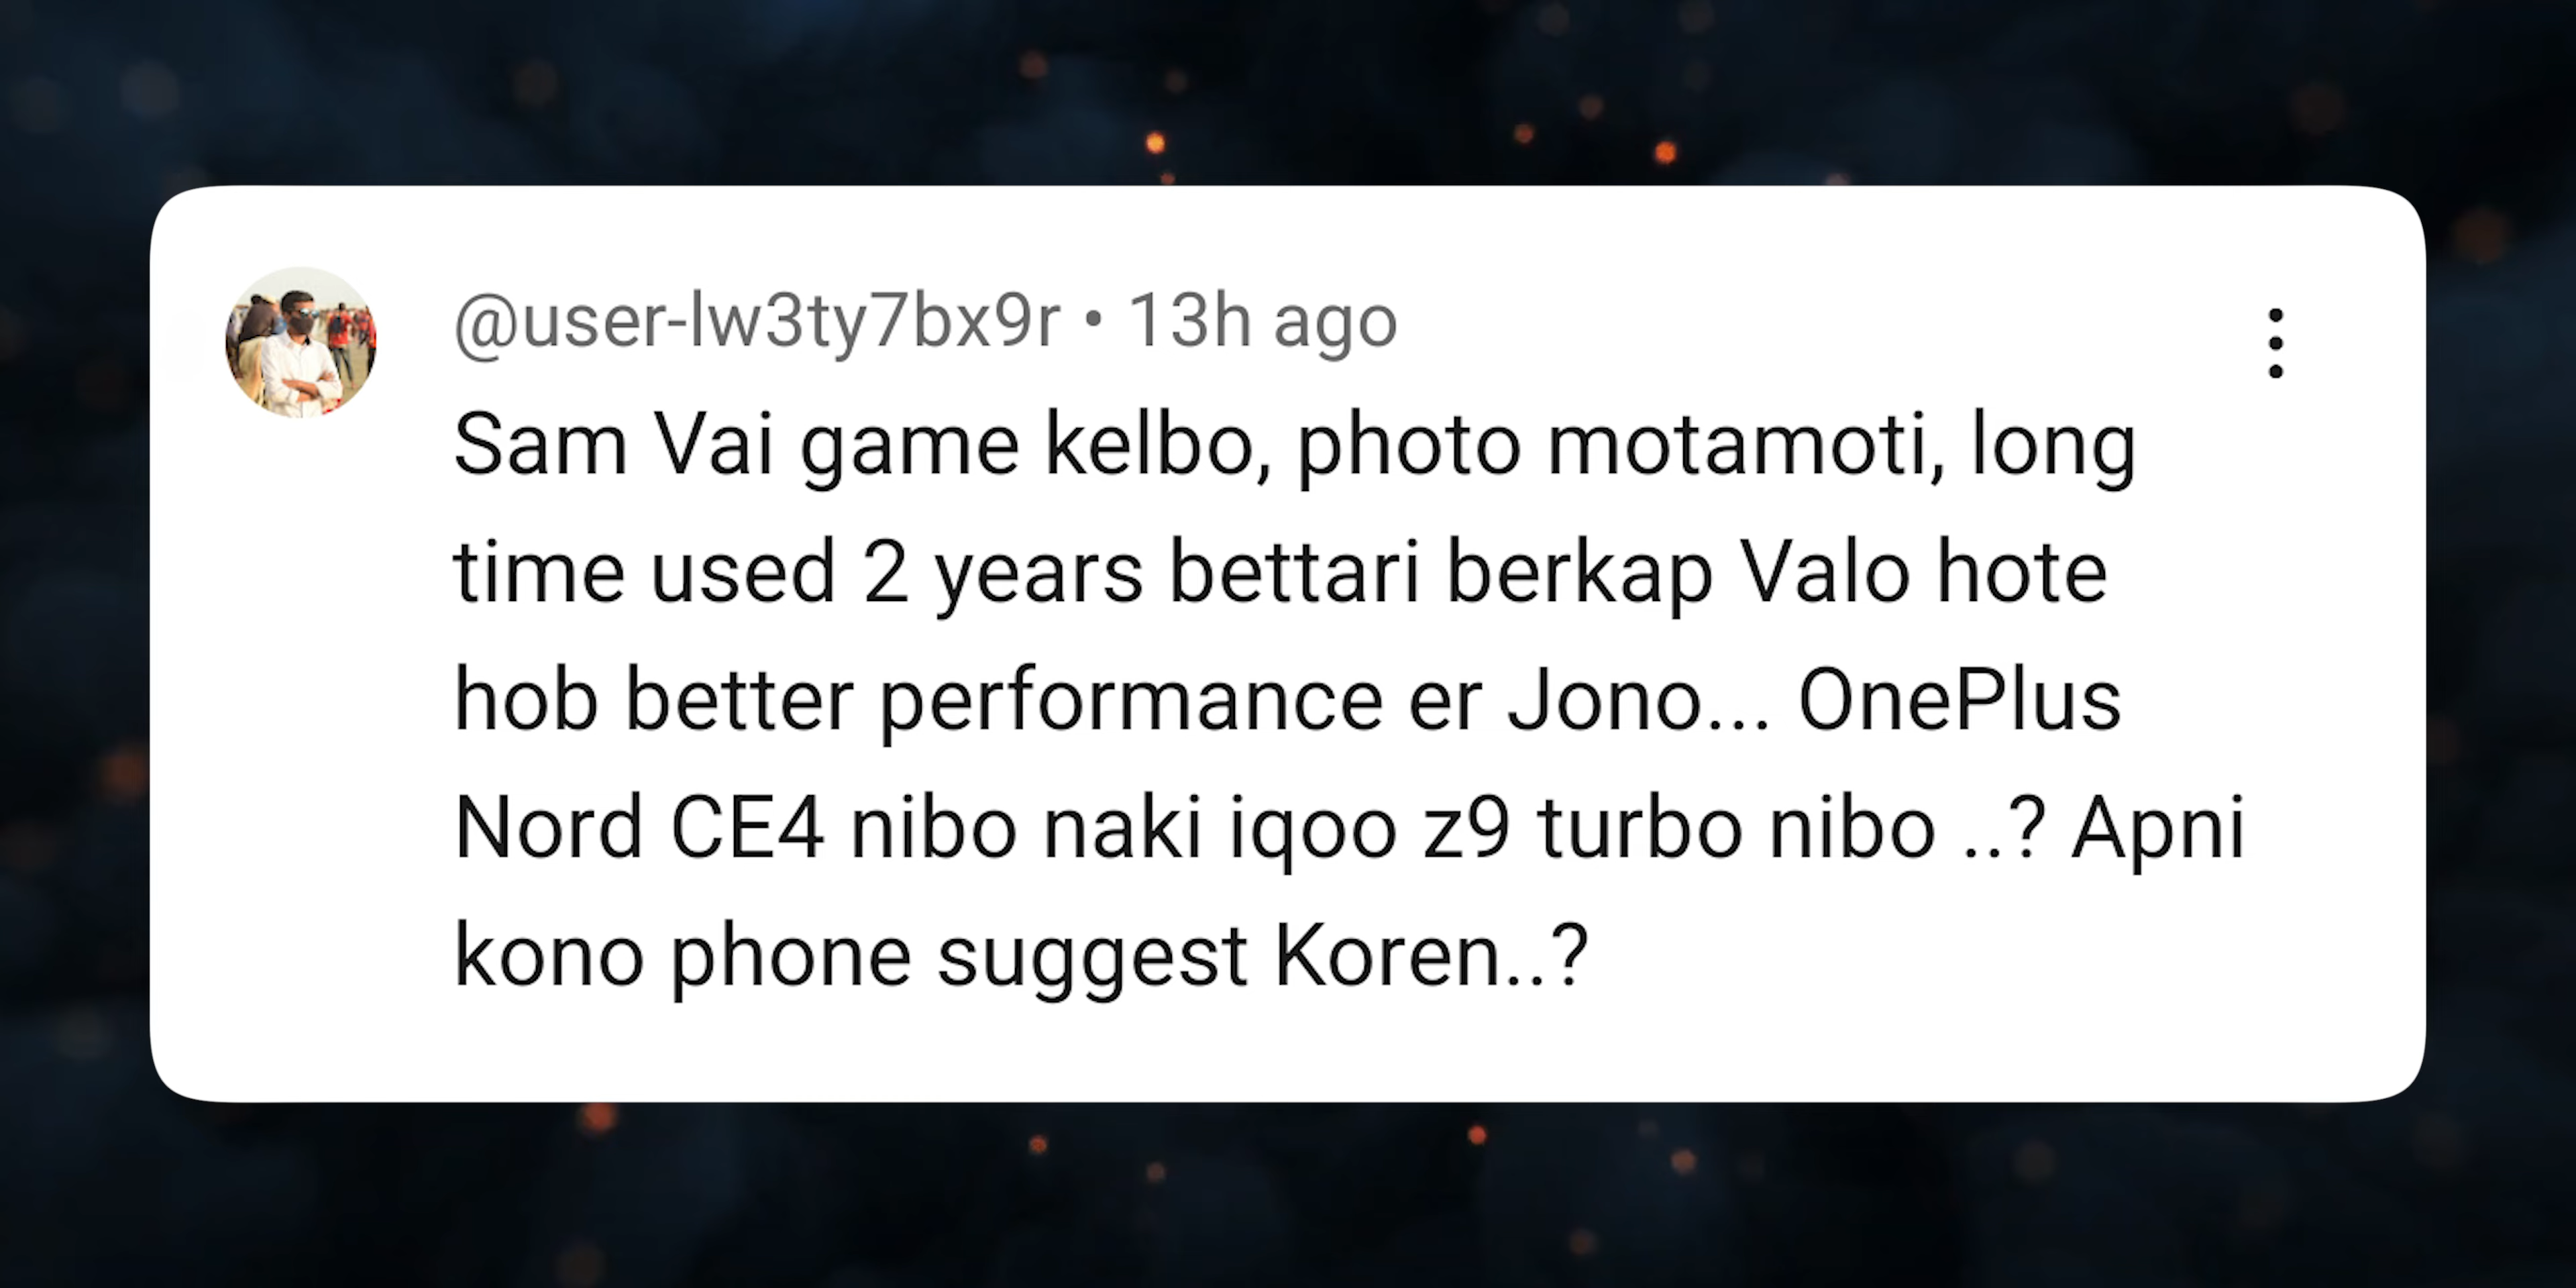 @user-lw3ty7bx9r • 13h ago
Sam Vai game kelbo, photo motamoti, long
time used 2 years bettari berkap Valo hote
hob better performance er Jono... OnePlus
Nord CE4 nibo naki iqoo z9 turbo nibo ..? Apni
kono phone suggest Koren..?